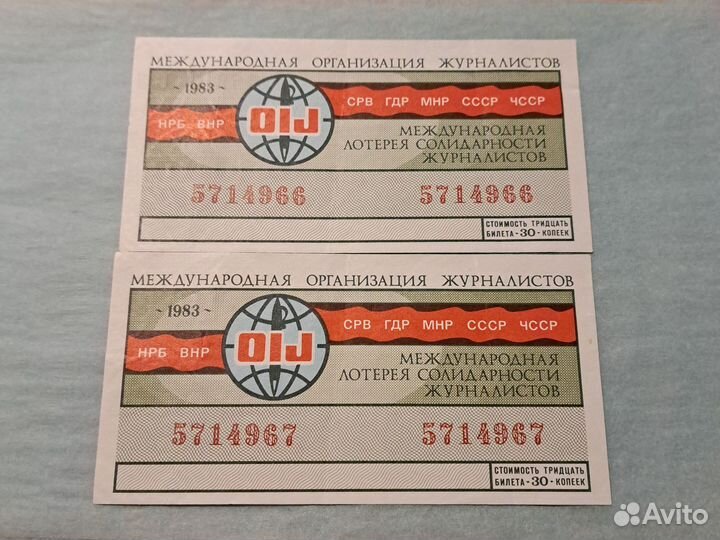 МЕЖДУНАРОДНАЯ ОРГАНИЗАЦИЯ ЖУРНАЛИСТОВ
~1983~
НРБ ВНР
OIJ
СРВ ГДР МНР СССР ЧССР
МЕЖДУНАРОДНАЯ
ЛОТЕРЕЯ СОЛИДАРНОСТИ
ЖУРНАЛИСТОВ
5714966 5714966
СТОИМОСТЬ ТРИДЦАТЬ
БИЛЕТА -30- КОПЕЕК
МЕЖДУНАРОДНАЯ ОРГАНИЗАЦИЯ ЖУРНАЛИСТОВ
~1983~
НРБ ВНР
OIJ
СРВ ГДР МНР СССР ЧССР
МЕЖДУНАРОДНАЯ
ЛОТЕРЕЯ СОЛИДАРНОСТИ
ЖУРНАЛИСТОВ
5714967 5714967
СТОИМОСТЬ ТРИДЦАТЬ
БИЛЕТА -30- КОПЕЕК
Avito